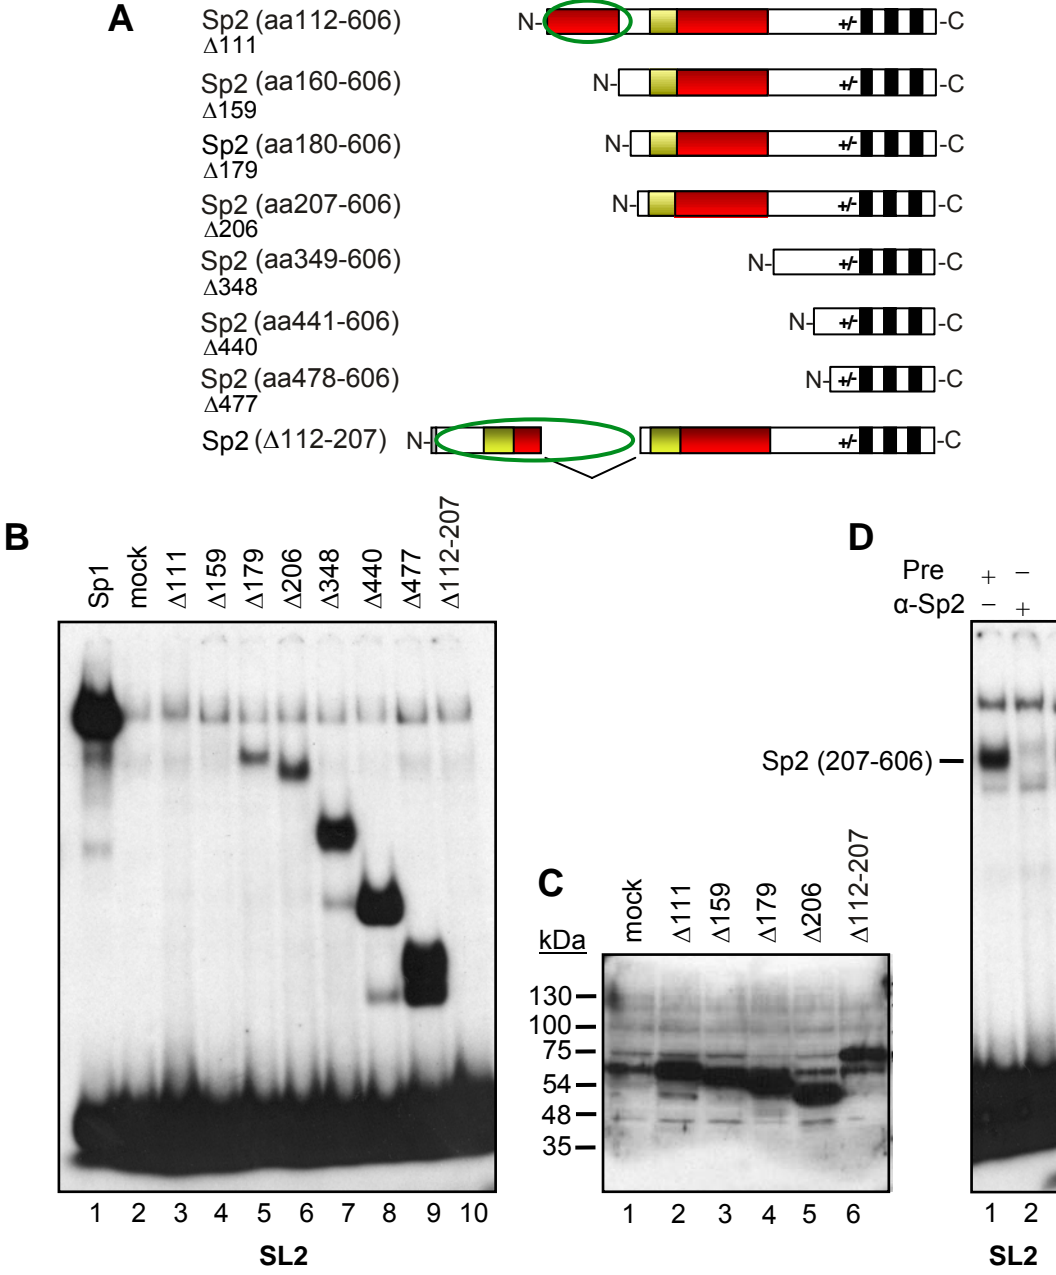 A
Sp2 (aa112-606) N- +/- -C
Δ111
Sp2 (aa160-606) N- +/- -C
Δ159
Sp2 (aa180-606) N- +/- -C
Δ179
Sp2 (aa207-606) N- +/- -C
Δ206
Sp2 (aa349-606) N- +/- -C
Δ348
Sp2 (aa441-606) N- +/- -C
Δ440
Sp2 (aa478-606) N- +/- -C
Δ477
Sp2 (Δ112-207) N- +/- -C
B
Sp1 mock Δ111 Δ159 Δ179 Δ206 Δ348 Δ440 Δ477 Δ112-207
1 2 3 4 5 6 7 8 9 10
SL2
C
mock Δ111 Δ159 Δ179 Δ206 Δ112-207
kDa
130
100
75
54
48
35
1 2 3 4 5 6
D
Pre + –
α-Sp2 – +
Sp2 (207-606)
1 2
SL2